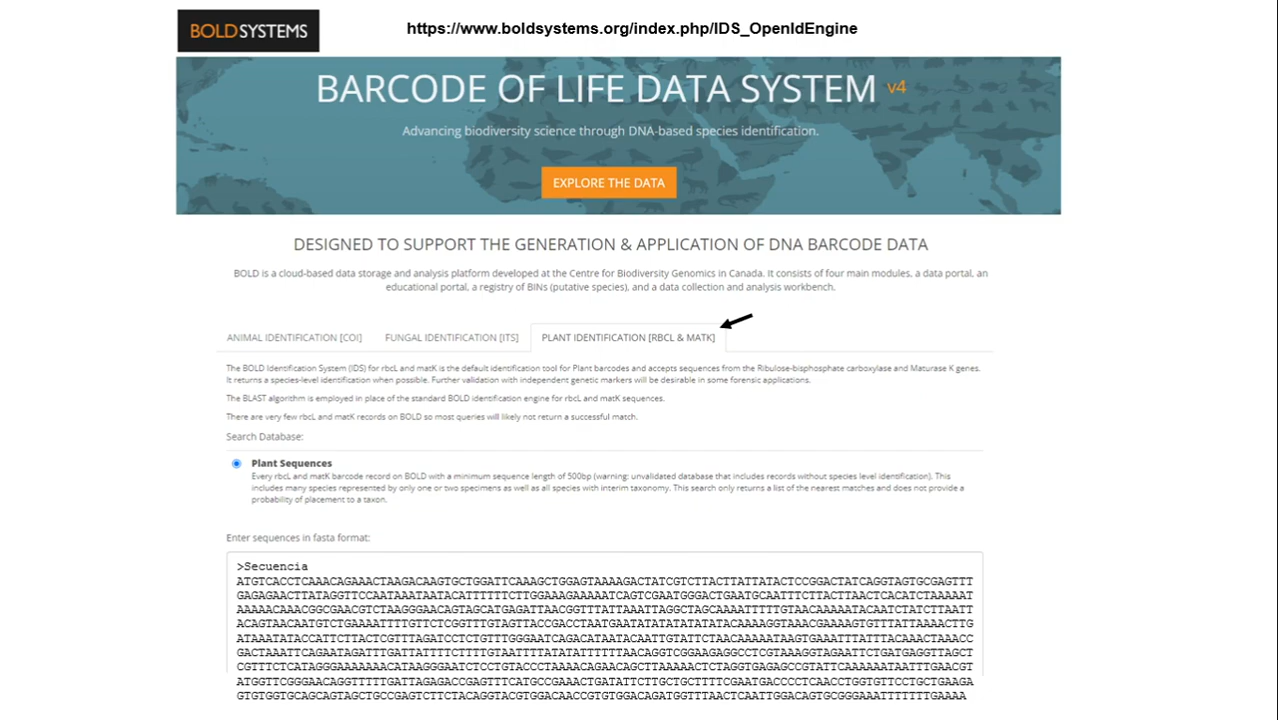 BOLDSYSTEMS
https://www.boldsystems.org/index.php/IDS_OpenIdEngine
BARCODE OF LIFE DATA SYSTEM v4
Advancing biodiversity science through DNA-based species identification.
EXPLORE THE DATA
DESIGNED TO SUPPORT THE GENERATION & APPLICATION OF DNA BARCODE DATA
BOLD is a cloud-based data storage and analysis platform developed at the Centre for Biodiversity Genomics in Canada. It consists of four main modules, a data portal, an
educational portal, a registry of BINs (putative species), and a data collection and analysis workbench.
ANIMAL IDENTIFICATION [COI] FUNGAL IDENTIFICATION [ITS] PLANT IDENTIFICATION [RBCL & MATK]
The BOLD Identification System (IDS) for rbcL and matK is the default identification tool for Plant barcodes and accepts sequences from the Ribulose-bisphosphate carboxylase and Maturase K genes.
It returns a species-level identification when possible. Further validation with independent genetic markers will be desirable in some forensic applications.
The BLAST algorithm is employed in place of the standard BOLD identification engine for rbcL and matK sequences.
There are very few rbcL and matK records on BOLD so most queries will likely not return a successful match.
Search Database:
Plant Sequences
Every rbcL and matK barcode record on BOLD with a minimum sequence length of 500bp (warning: unvalidated database that includes records without species level identification). This
includes many species represented by only one or two specimens as well as all species with interim taxonomy. This search only returns a list of the nearest matches and does not provide a
probability of placement to a taxon.
Enter sequences in fasta format:
>Secuencia
ATGTCACCTCAAACAGAAACTAAGACAAGTGCTGGATTCAAAGCTGGAGTAAAAGACTATCGTCTTACTTATTATACTCCGGACTATCAGGTAGTGCGAGTTT
GAGAGAACTTATAGGTTCCAATAAATAATACATTTTTTCTTGGAAAGAAAAATCAGTCGAATGGGACTGAATGCAATTTCTTACTTAACTCACATCTAAAAAT
AAAAACAAACGGCGAACGTCTAAGGGAACAGTAGCATGAGATTAACGGTTTATTAAATTAGGCTAGCAAAATTTTTGTAACAAAAATACAATCTATCTTAATT
ACAGTAACAATGTCTGAAAATTTTGTTCTCGGTTTGTAGTTACCGACCTAATGAATATATATATATATACAAAAGGTAAACGAAAAGTGTTTATTAAAACTTG
ATAAATATACCATTCTTACTCGTTTAGATCCTCTGTTTGGGAATCAGACATAATACAATTGTATTCTAACAAAAATAAGTGAAATTTATTTACAAACTAAACC
GACTAAATTCAGAATAGATTTGATTATTTTCTTTTGTAATTTTATATATTTTTTAACAGGTCGGAAGAGGCCTCGTAAAGGTAGAATTCTGATGAGGTTAGCT
CGTTTCTCATAGGGAAAAAAACATAAGGGAATCTCCTGTACCCTAAAACAGAACAGCTTAAAAACTCTAGGTGAGAGCCGTATTCAAAAAATAATTTGAACGT
ATGGTTCGGGAACAGGTTTTTGATTAGAGACCGAGTTTCATGCCGAAACTGATATTCTTGCTGCTTTTCGAATGACCCCTCAACCTGGTGTTCCTGCTGAAGA
GTGTGGTGCAGCAGTAGCTGCCGAGTCTTCTACAGGTACGTGGACAACCGTGTGGACAGATGGTTTAACTCAATTGGACAGTGCGGGAAATTTTTTTGAAAA